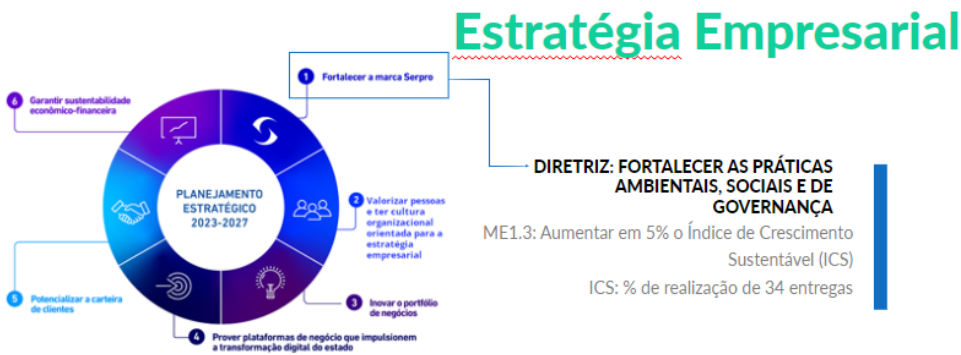 Estratégia Empresarial
1 Fortalecer a marca Serpro
6 Garantir sustentabilidade
econômico-financeira
PLANEJAMENTO
ESTRATÉGICO
2023-2027
2 Valorizar pessoas
e ter cultura
organizacional
orientada para a
estratégia
empresarial
3 Inovar o portfólio
de negócios
4 Prover plataformas de negócio que impulsionem
a transformação digital do estado
5 Potencializar a carteira
de clientes
DIRETRIZ: FORTALECER AS PRÁTICAS
AMBIENTAIS, SOCIAIS E DE
GOVERNANÇA
ME1.3: Aumentar em 5% o Índice de Crescimento
Sustentável (ICS)
ICS: % de realização de 34 entregas